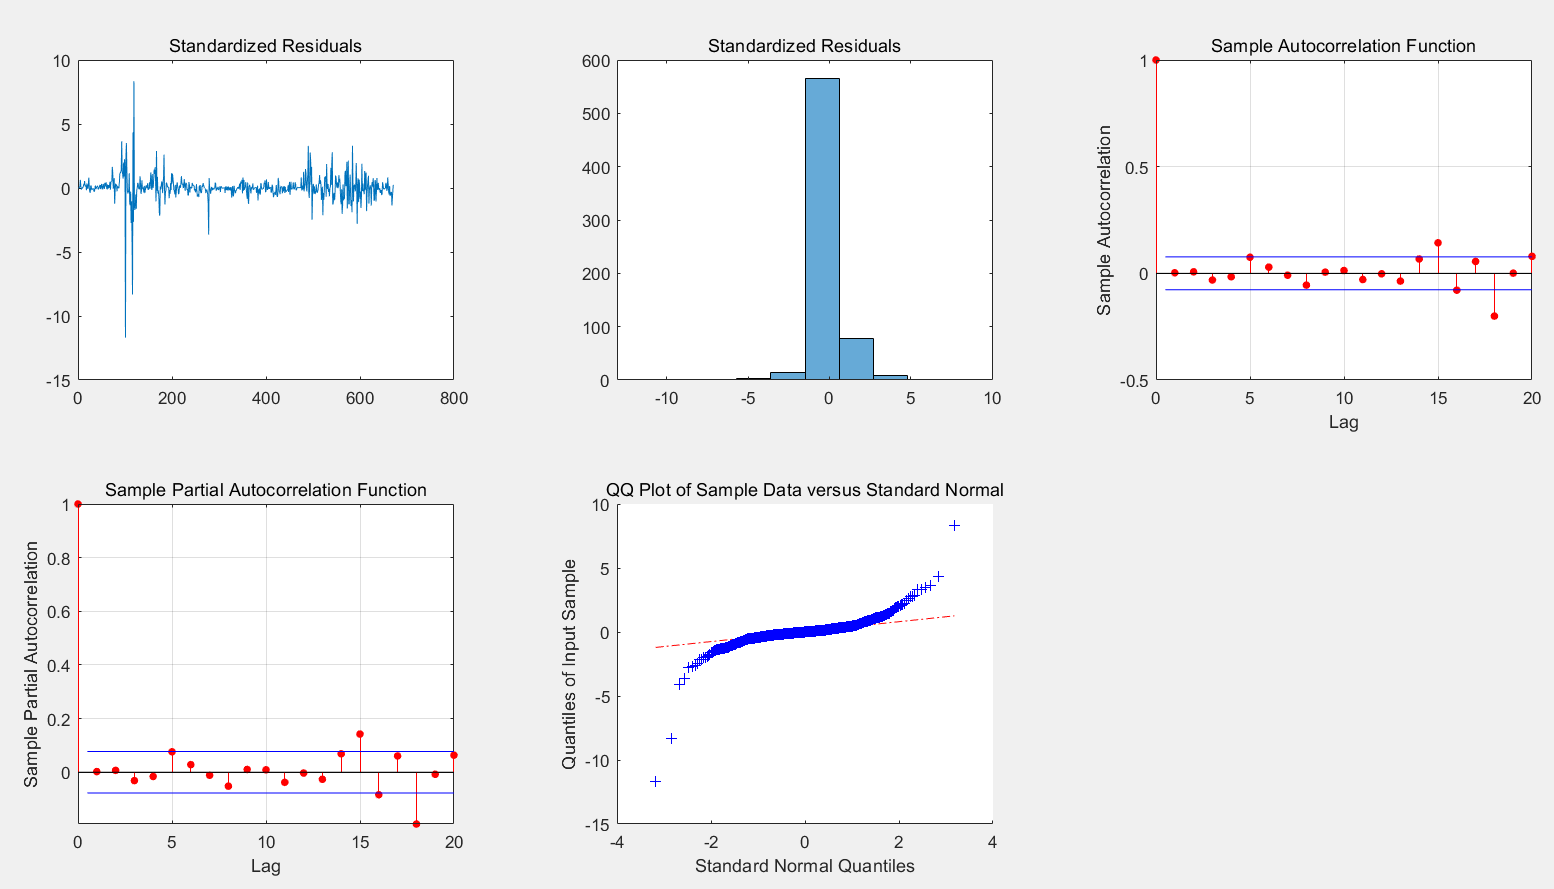 Standardized Residuals
10
5
0
-5
-10
-15
0 200 400 600 800
Standardized Residuals
600
500
400
300
200
100
0
-10 -5 0 5 10
Sample Autocorrelation Function
Sample Autocorrelation
1
0.5
0
-0.5
0 5 10 15 20
Lag
Sample Partial Autocorrelation Function
Sample Partial Autocorrelation
1
0.8
0.6
0.4
0.2
0
0 5 10 15 20
Lag
QQ Plot of Sample Data versus Standard Normal
Quantiles of Input Sample
10
5
0
-5
-10
-15
-4 -2 0 2 4
Standard Normal Quantiles